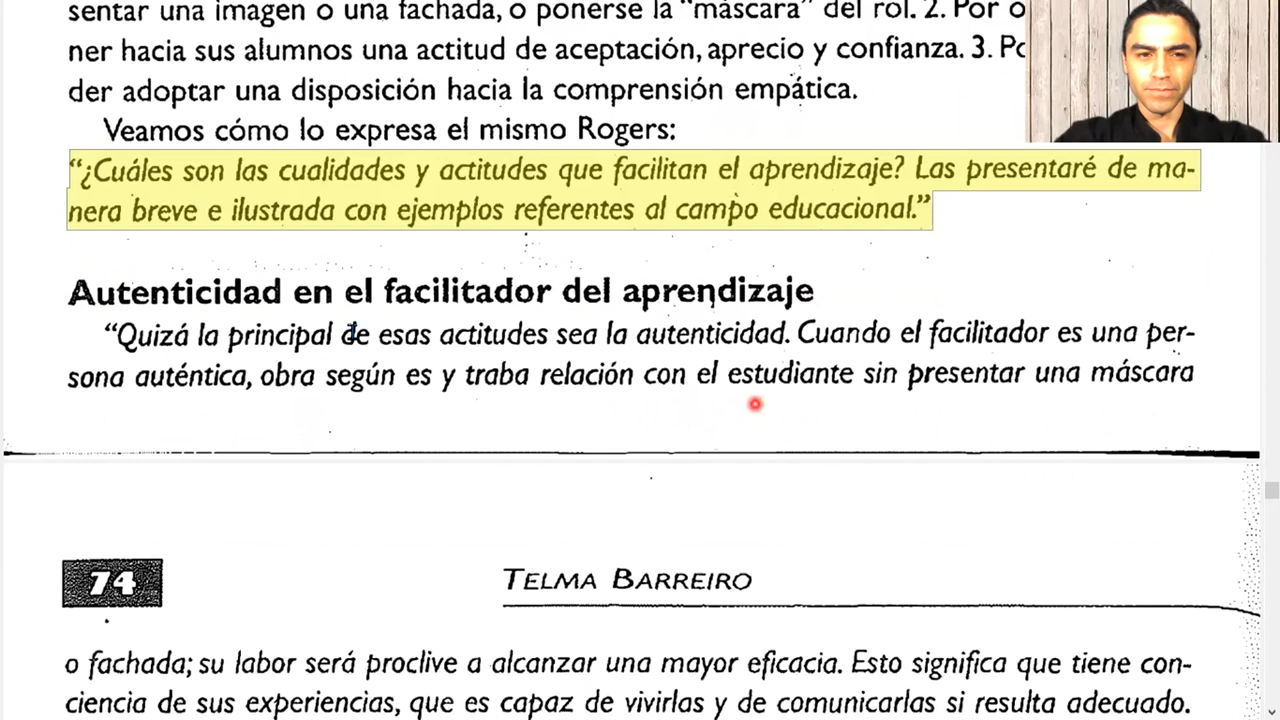 sentar una imagen o una fachada, o ponerse la “máscara” del rol. 2. Por
ner hacia sus alumnos una actitud de aceptación, aprecio y confianza. 3.
der adoptar una disposición hacia la comprensión empática.
Veamos cómo lo expresa el mismo Rogers:
“¿Cuáles son las cualidades y actitudes que facilitan el aprendizaje? Las presentaré de ma-
nera breve e ilustrada con ejemplos referentes al campo educacional.”
Autenticidad en el facilitador del aprendizaje
“Quizá la principal de esas actitudes sea la autenticidad. Cuando el facilitador es una per-
sona auténtica, obra según es y traba relación con el estudiante sin presentar una máscara
74
TELMA BARREIRO
o fachada; su labor será proclive a alcanzar una mayor eficacia. Esto significa que tiene con-
ciencia de sus experiencias, que es capaz de vivirlas y de comunicarlas si resulta adecuado.